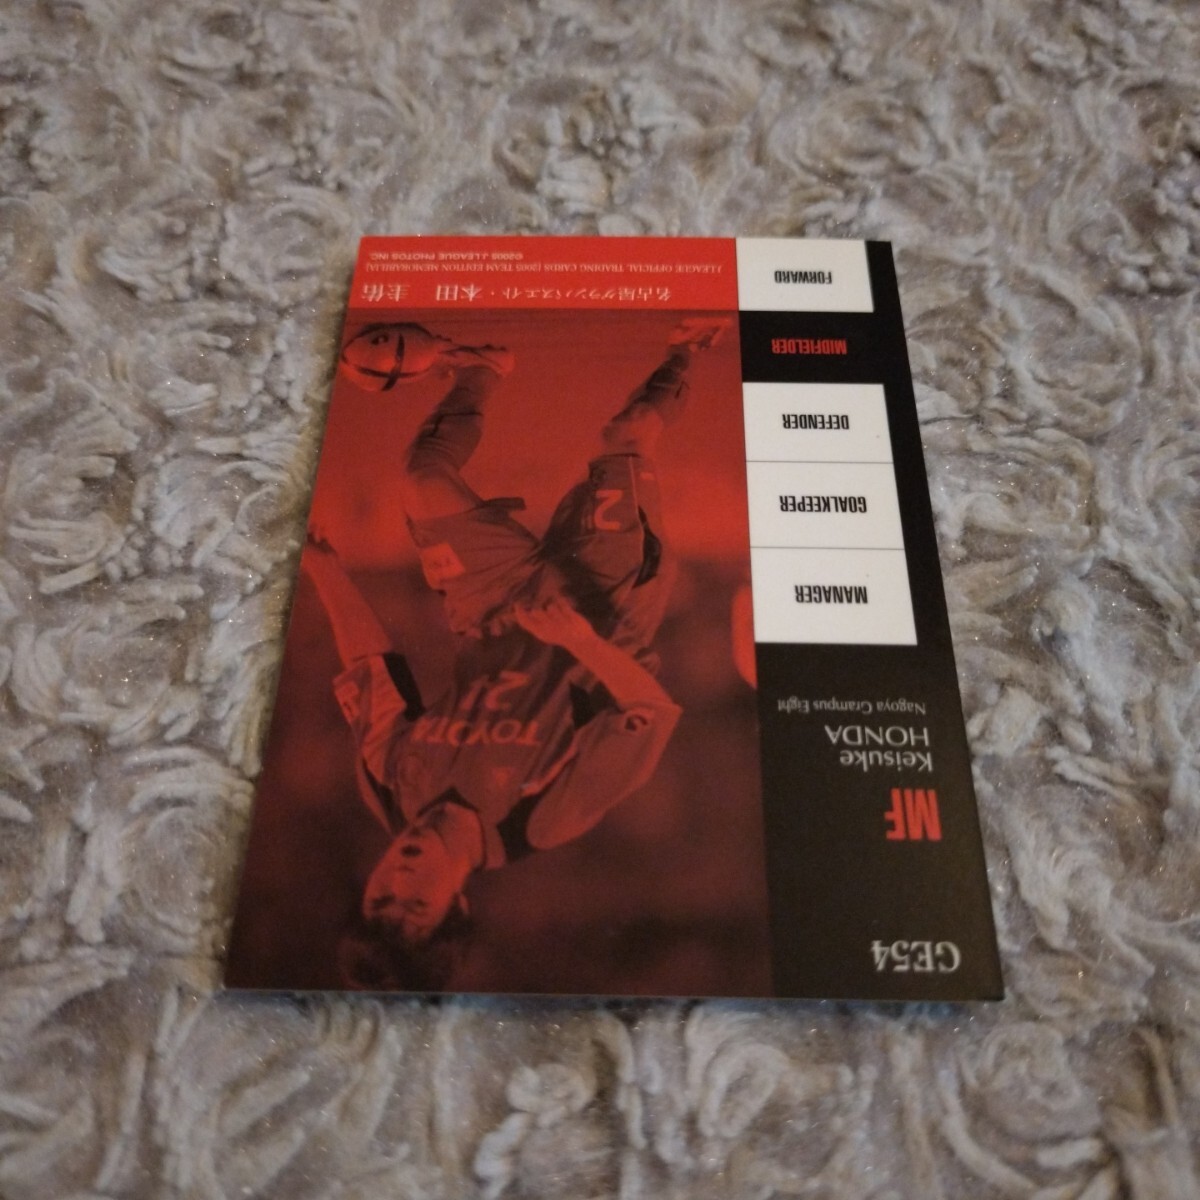 GE54
MF
Keisuke
HONDA
Nagoya Grampus Eight
MANAGER
GOALKEEPER
DEFENDER
MIDFIELDER
FORWARD
TOYOTA
21
2
名古屋グランパスエイト・本田 圭佑
J.LEAGUE OFFICIAL TRADING CARDS [2005 TEAM EDITION MEMORABILIA]
©2005 J.LEAGUE PHOTOS INC.